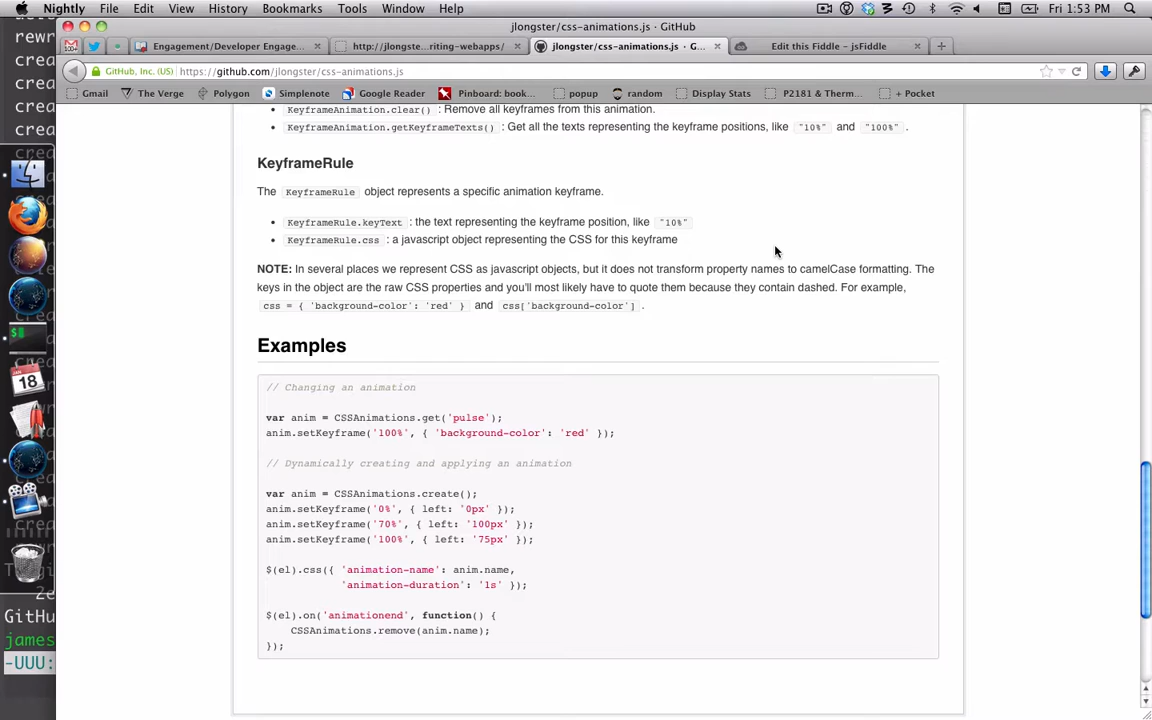 Nightly File Edit View History Bookmarks Tools Window Help Fri 1:53 PM
jlongster/css-animations.js · GitHub
Engagement/Developer Engage... http://jlongste...riting-webapps/ jlongster/css-animations.js · G... Edit this Fiddle - jsFiddle
GitHub, Inc. (US) https://github.com/jlongster/css-animations.js
Gmail The Verge Polygon Simplenote Google Reader Pinboard: book... popup random Display Stats P2181 & Therm... + Pocket
KeyframeAnimation.clear() : Remove all keyframes from this animation.
KeyframeAnimation.getKeyframeTexts() : Get all the texts representing the keyframe positions, like "10%" and "100%" .
KeyframeRule
The KeyframeRule object represents a specific animation keyframe.
KeyframeRule.keyText : the text representing the keyframe position, like "10%"
KeyframeRule.css : a javascript object representing the CSS for this keyframe
NOTE: In several places we represent CSS as javascript objects, but it does not transform property names to camelCase formatting. The
keys in the object are the raw CSS properties and you'll most likely have to quote them because they contain dashed. For example,
css = { 'background-color': 'red' } and css['background-color'] .
Examples
// Changing an animation
var anim = CSSAnimations.get('pulse');
anim.setKeyframe('100%', { 'background-color': 'red' });
// Dynamically creating and applying an animation
var anim = CSSAnimations.create();
anim.setKeyframe('0%', { left: '0px' });
anim.setKeyframe('70%', { left: '100px' });
anim.setKeyframe('100%', { left: '75px' });
$(el).css({ 'animation-name': anim.name,
'animation-duration': '1s' });
$(el).on('animationend', function() {
CSSAnimations.remove(anim.name);
});
rewr
crea
crea
crea
18
GitHu
james
-UUU: